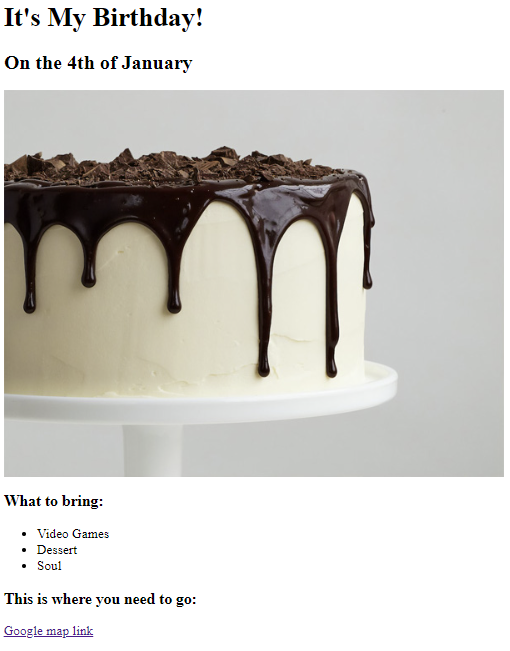 It's My Birthday!
On the 4th of January
What to bring:
Video Games
Dessert
Soul
This is where you need to go:
Google map link